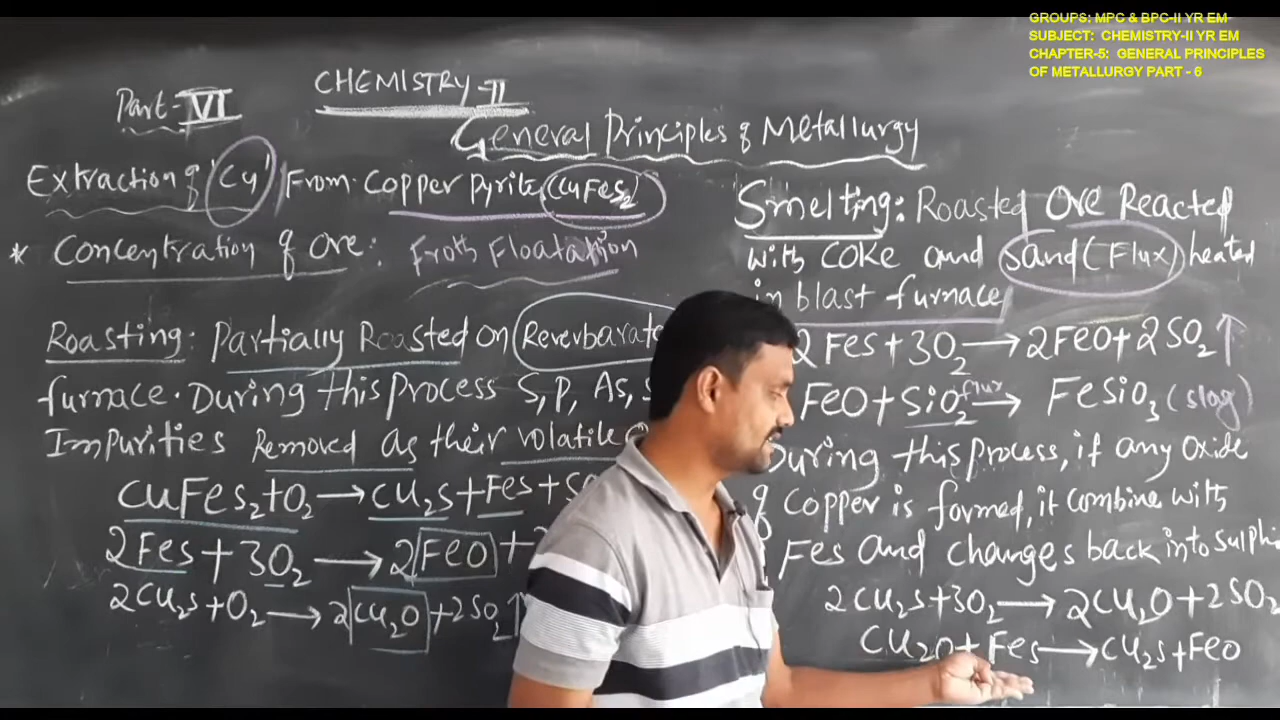 GROUPS: MPC & BPC-II YR EM
SUBJECT: CHEMISTRY-II YR EM
CHAPTER-5: GENERAL PRINCIPLES
OF METALLURGY PART - 6
Part-VI
CHEMISTRY-II
General Principles of Metallurgy
Extraction of 'Cu' From Copper Pyrite (CuFeS₂)
* Concentration of Ore: Froth Floatation
Roasting: Partially Roasted on Reverbarate
furnace. During this Process S, P, As,
Impurities Removed as their volatile
CuFeS₂+O₂ → Cu₂S+FeS+
2FeS + 3O₂ → 2FeO +
2Cu₂S+O₂ → 2Cu₂O+2SO₂↑
Smelting: Roasted Ore Reacted
with Coke and Sand (Flux) heated
in blast furnace
2FeS + 3O₂ → 2FeO + 2SO₂↑
FeO + SiO₂ flux → FeSiO₃ (slag)
During this Process, if any Oxide
of Copper is formed, it Combine with
FeS and Changes back into Sulphi
2Cu₂S+3O₂ → 2Cu₂O+2SO₂
Cu₂O+FeS → Cu₂S+FeO